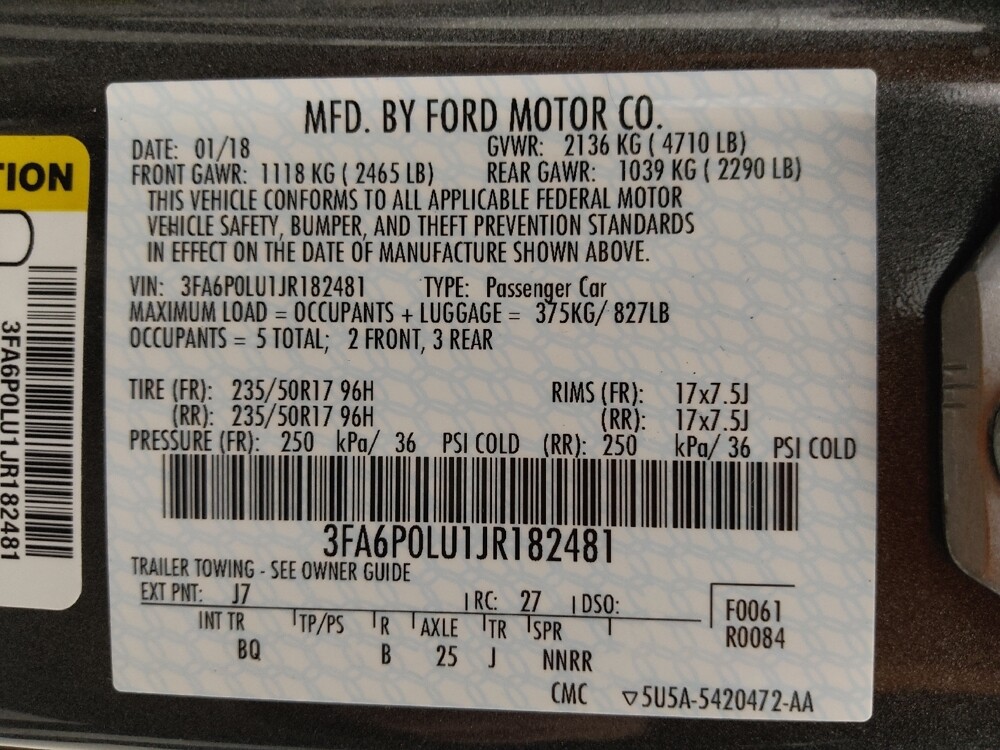 TION
3FA6P0LU1JR182481
MFD. BY FORD MOTOR CO.
DATE: 01/18 GVWR: 2136 KG ( 4710 LB)
FRONT GAWR: 1118 KG ( 2465 LB) REAR GAWR: 1039 KG ( 2290 LB)
THIS VEHICLE CONFORMS TO ALL APPLICABLE FEDERAL MOTOR
VEHICLE SAFETY, BUMPER, AND THEFT PREVENTION STANDARDS
IN EFFECT ON THE DATE OF MANUFACTURE SHOWN ABOVE.
VIN: 3FA6P0LU1JR182481 TYPE: Passenger Car
MAXIMUM LOAD = OCCUPANTS + LUGGAGE = 375KG/ 827LB
OCCUPANTS = 5 TOTAL; 2 FRONT, 3 REAR
TIRE (FR): 235/50R17 96H RIMS (FR): 17x7.5J
(RR): 235/50R17 96H (RR): 17x7.5J
PRESSURE (FR): 250 kPa/ 36 PSI COLD (RR): 250 kPa/ 36 PSI COLD
3FA6P0LU1JR182481
TRAILER TOWING - SEE OWNER GUIDE
EXT PNT: J7 RC: 27 DSO: F0061
INT TR TP/PS R AXLE TR SPR R0084
BQ B 25 J NNRR
CMC ▽5U5A-5420472-AA